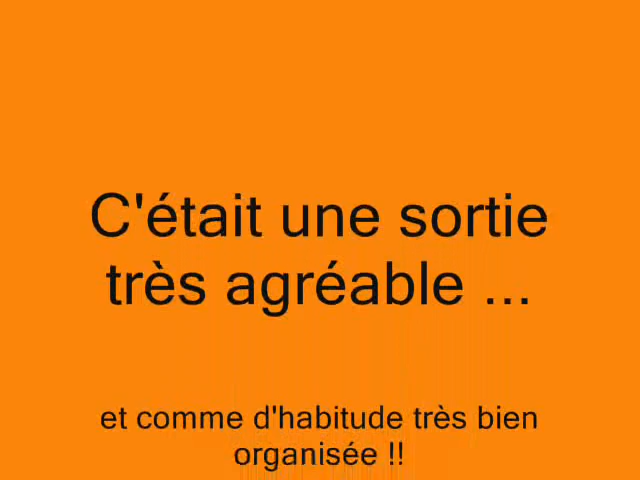 C'était une sortie
très agréable ...
et comme d'habitude très bien
organisée !!